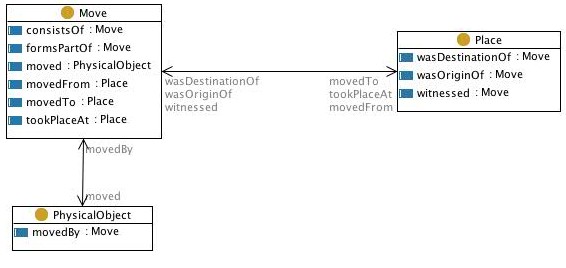 Move
consistsOf : Move
formsPartOf : Move
moved : PhysicalObject
movedFrom : Place
movedTo : Place
tookPlaceAt : Place
Place
wasDestinationOf : Move
wasOriginOf : Move
witnessed : Move
wasDestinationOf movedTo
wasOriginOf tookPlaceAt
witnessed movedFrom
movedBy
moved
PhysicalObject
movedBy : Move